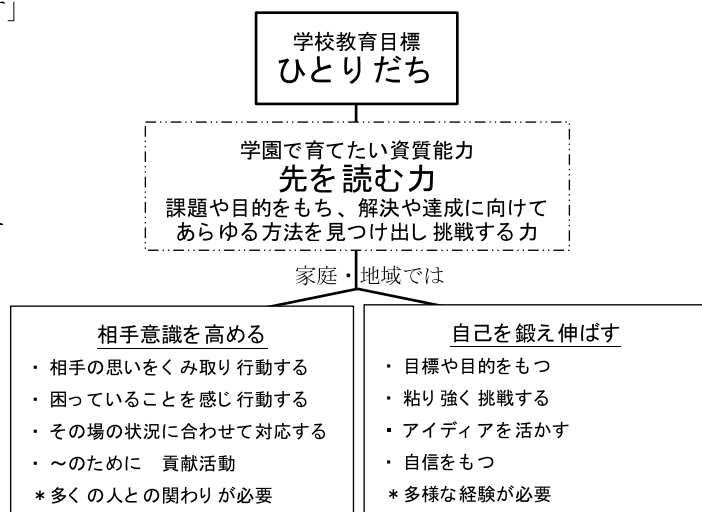 」
学校教育目標
ひとりだち
学園で育てたい資質能力
先を読む力
課題や目的をもち、解決や達成に向けて
あらゆる方法を見つけ出し挑戦する力
家庭・地域では
相手意識を高める
・ 相手の思いをくみ取り行動する
・ 困っていることを感じ行動する
・ その場の状況に合わせて対応する
・ ～のために　貢献活動
＊多くの人との関わりが必要
自己を鍛え伸ばす
・ 目標や目的をもつ
・ 粘り強く挑戦する
・ アイディアを活かす
・ 自信をもつ
＊多様な経験が必要